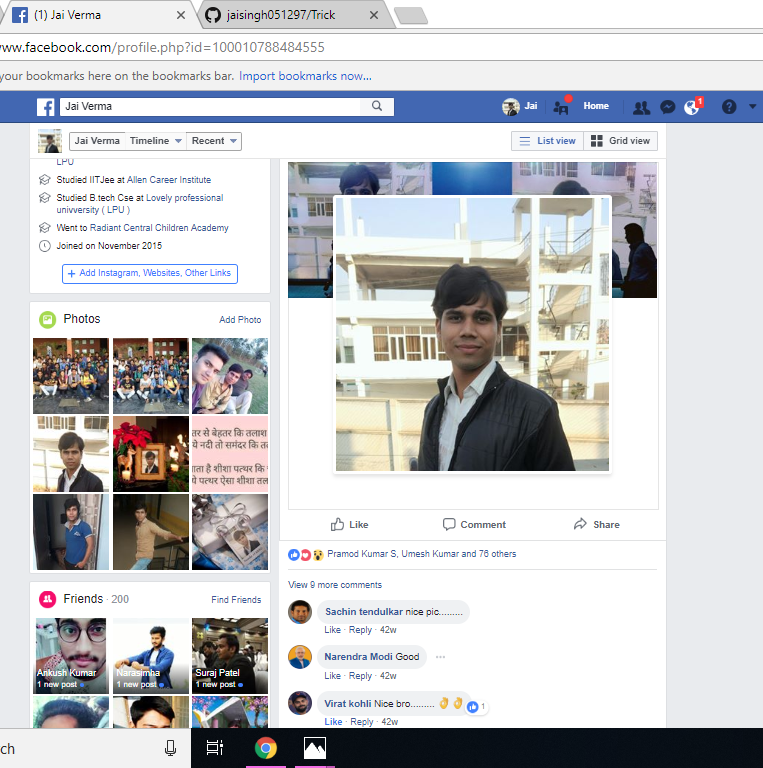 (1) Jai Verma
jaisingh051297/Trick
www.facebook.com/profile.php?id=100010788484555
your bookmarks here on the bookmarks bar. Import bookmarks now...
Jai Verma
Jai
Home
1
Jai Verma
Timeline
Recent
List view
Grid view
LPU
Studied IITJee at Allen Career Institute
Studied B.tech Cse at Lovely professional
univversity ( LPU )
Went to Radiant Central Children Academy
Joined on November 2015
+ Add Instagram, Websites, Other Links
Photos
Add Photo
तर से बेहतर कि तलाश
ये नदी तो समंदर कि त
ाता है शीशा पत्थर कि
ये पत्थर ऐसा शीशा तल
Friends · 200
Find Friends
Ankush Kumar
1 new post
Narasimha
1 new post
Suraj Patel
1 new post
Like
Comment
Share
Pramod Kumar S, Umesh Kumar and 76 others
View 9 more comments
Sachin tendulkar nice pic.........
Like · Reply · 42w
Narendra Modi Good
Like · Reply · 42w
Virat kohli Nice bro......... 👌👌
1
Like · Reply · 42w
ch